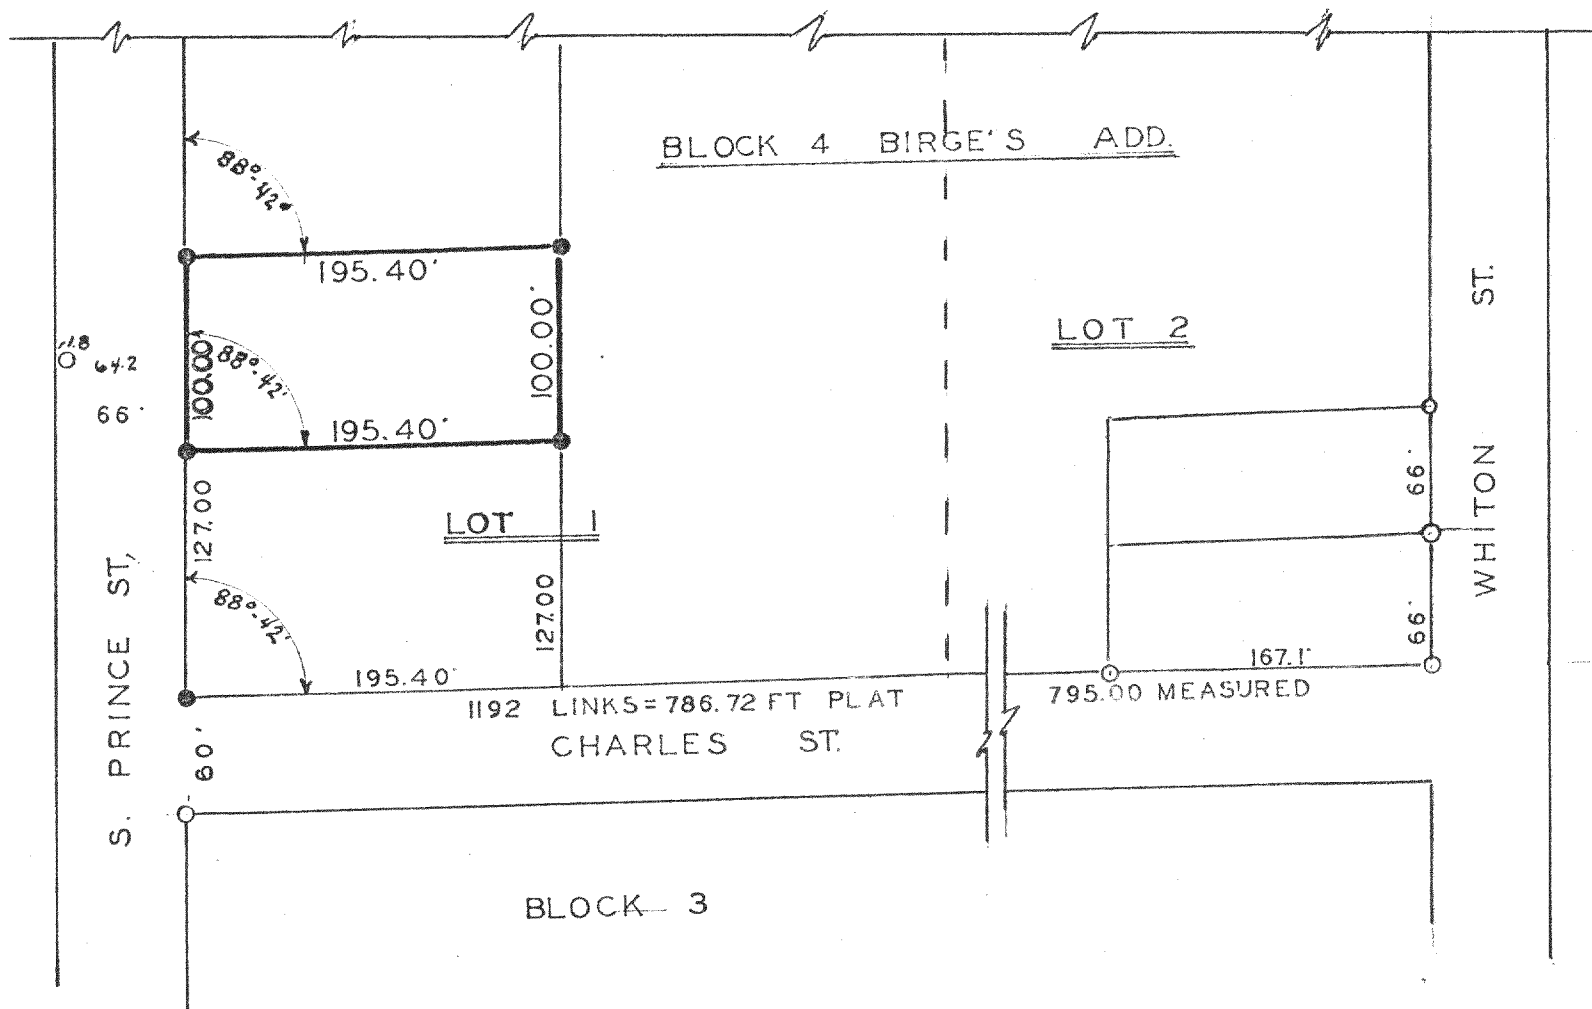 BLOCK 4 BIRGE'S ADD.
88°-42'
195.40'
100.00'
100.00'
88°-42'
195.40'
1.8
64.2
66'
LOT 2
ST.
WHITON
66'
66'
LOT 1
127.00
127.00
88°-42'
195.40'
167.1'
1192 LINKS=786.72 FT PLAT
795.00 MEASURED
CHARLES ST.
S. PRINCE ST,
60'
BLOCK 3